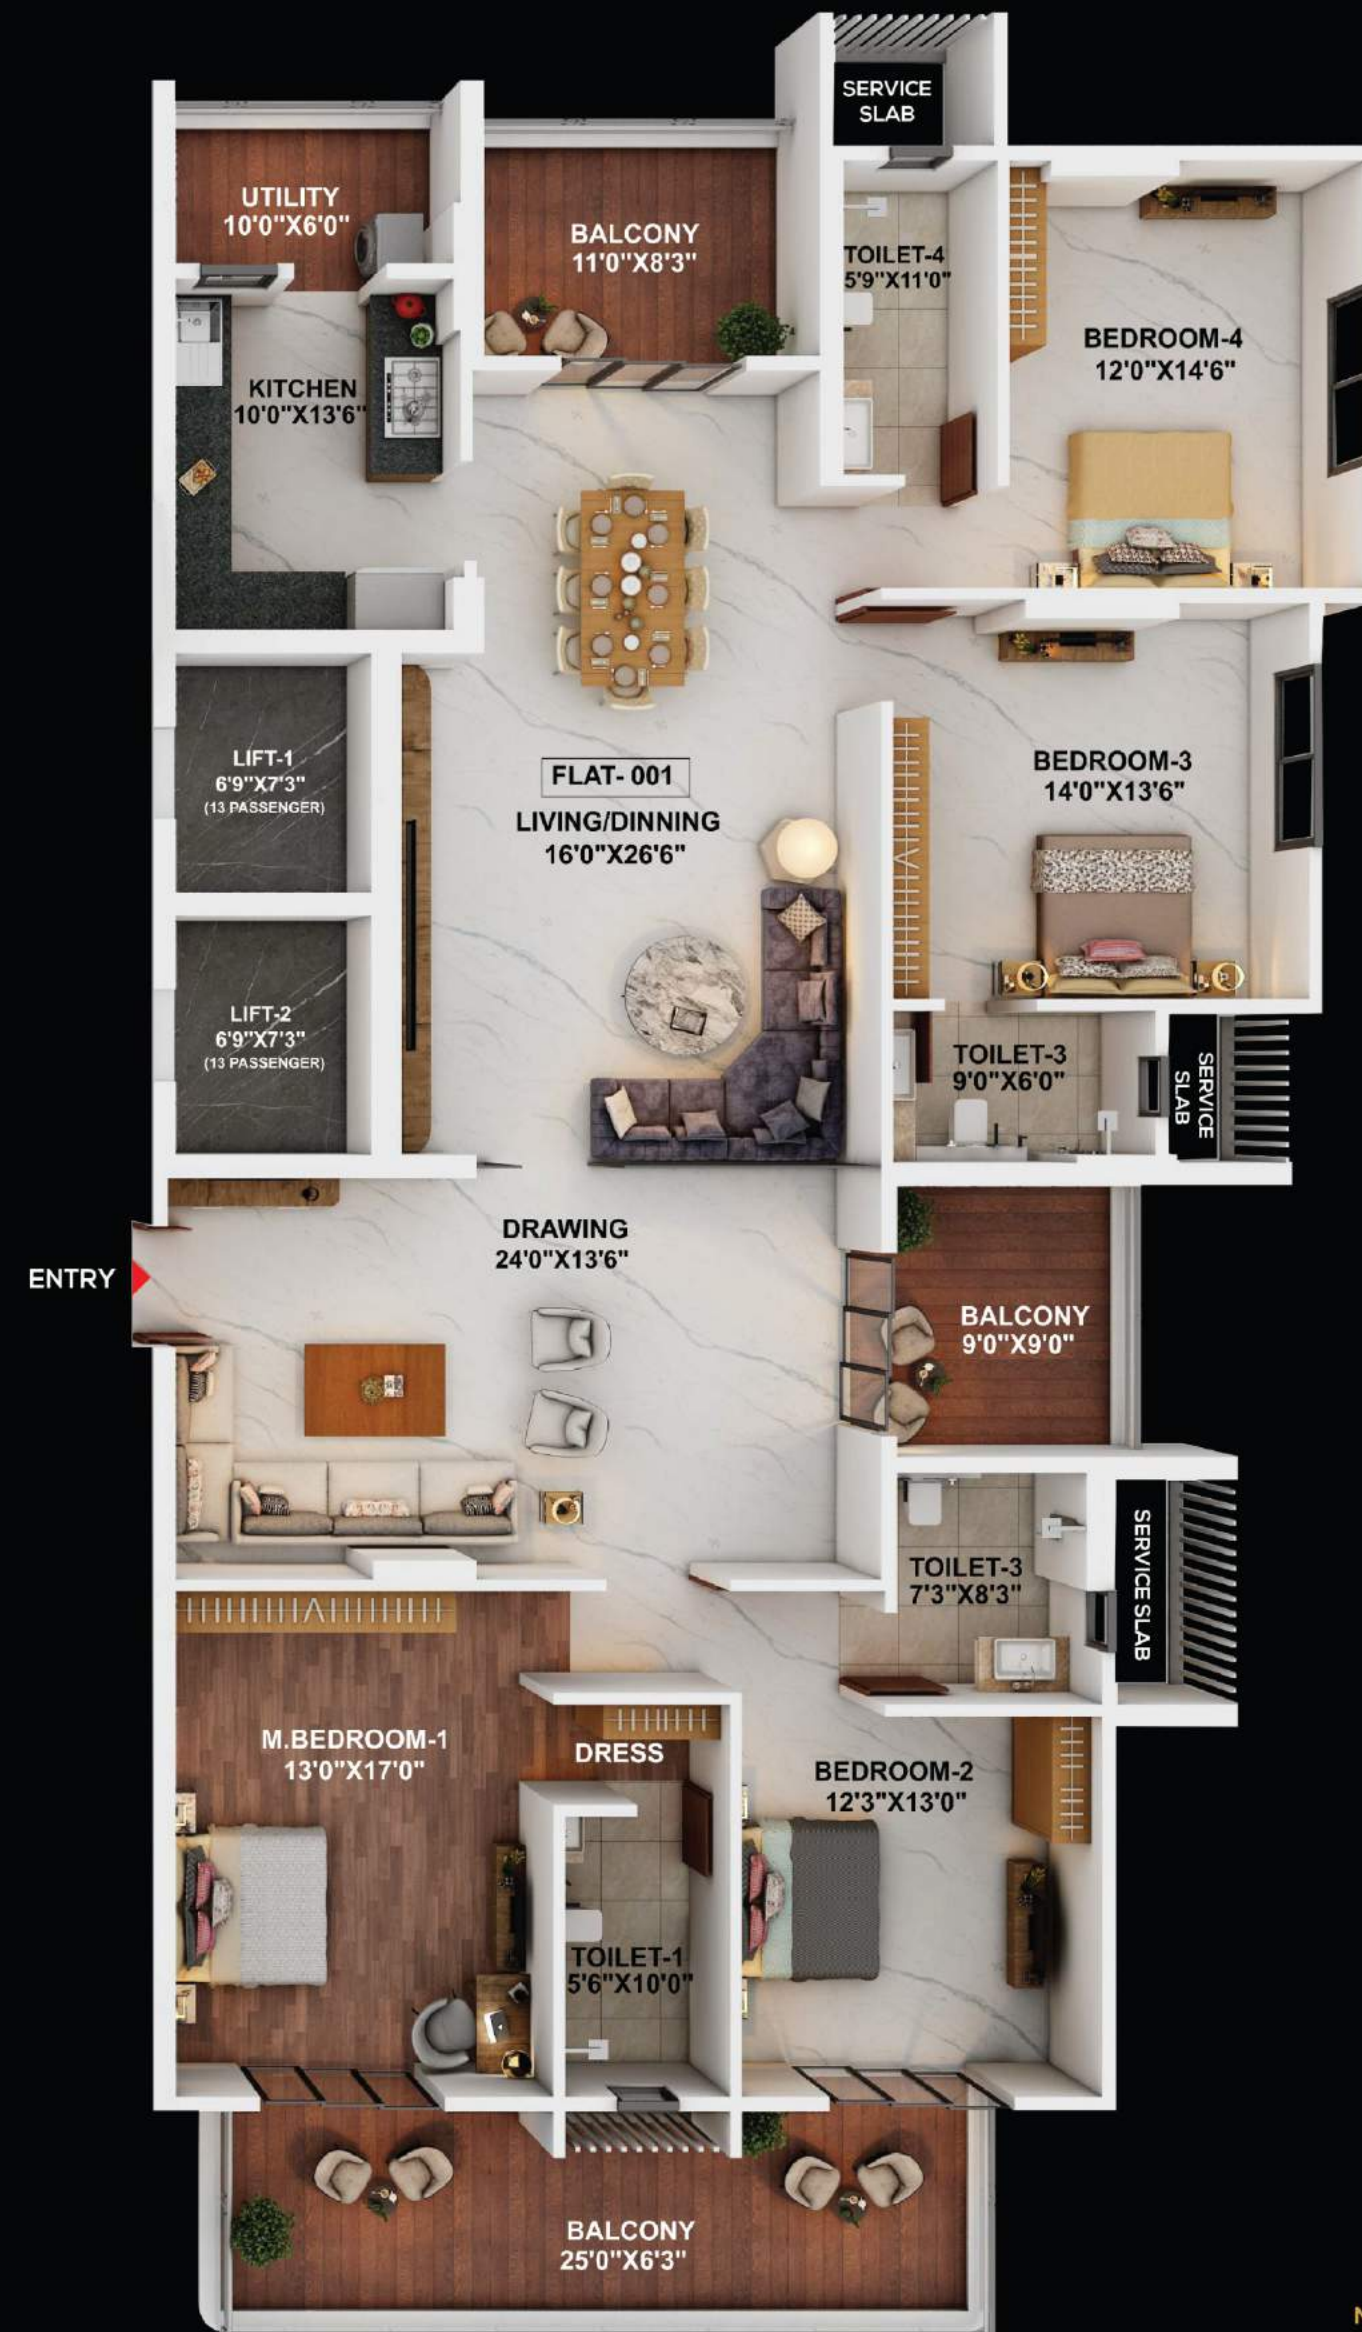 SERVICE
SLAB
UTILITY
10'0"X6'0"
BALCONY
11'0"X8'3"
TOILET-4
5'9"X11'0"
BEDROOM-4
12'0"X14'6"
KITCHEN
10'0"X13'6"
LIFT-1
6'9"X7'3"
(13 PASSENGER)
FLAT- 001
LIVING/DINNING
16'0"X26'6"
BEDROOM-3
14'0"X13'6"
LIFT-2
6'9"X7'3"
(13 PASSENGER)
TOILET-3
9'0"X6'0"
SERVICE
SLAB
DRAWING
24'0"X13'6"
ENTRY
BALCONY
9'0"X9'0"
TOILET-3
7'3"X8'3"
SERVICE SLAB
M.BEDROOM-1
13'0"X17'0"
DRESS
BEDROOM-2
12'3"X13'0"
TOILET-1
5'6"X10'0"
BALCONY
25'0"X6'3"